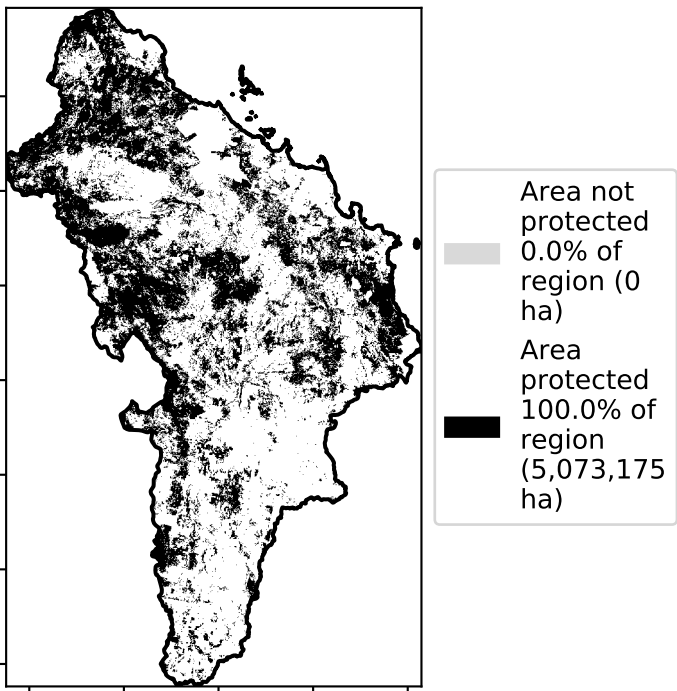 Area not
protected
0.0% of
region (0
ha)
Area
protected
100.0% of
region
(5,073,175
ha)